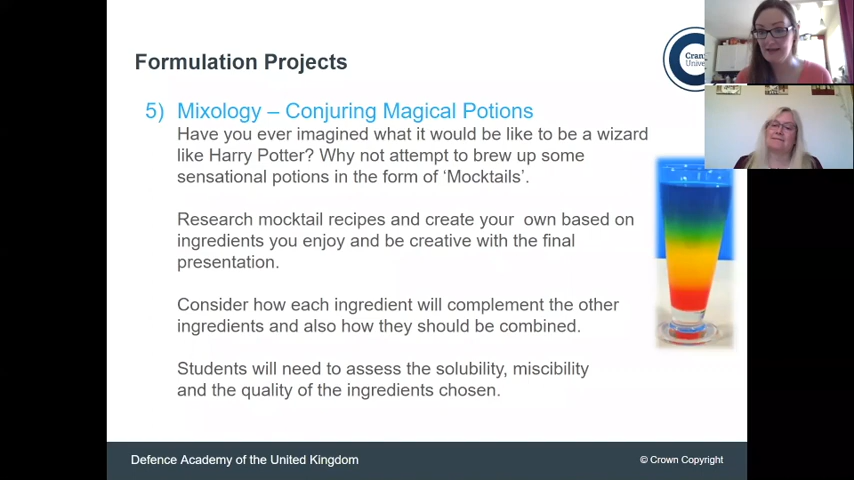 Formulation Projects
5) Mixology – Conjuring Magical Potions
Have you ever imagined what it would be like to be a wizard
like Harry Potter? Why not attempt to brew up some
sensational potions in the form of ‘Mocktails’.
Research mocktail recipes and create your  own based on
ingredients you enjoy and be creative with the final
presentation.
Consider how each ingredient will complement the other
ingredients and also how they should be combined.
Students will need to assess the solubility, miscibility
and the quality of the ingredients chosen.
Defence Academy of the United Kingdom
© Crown Copyright